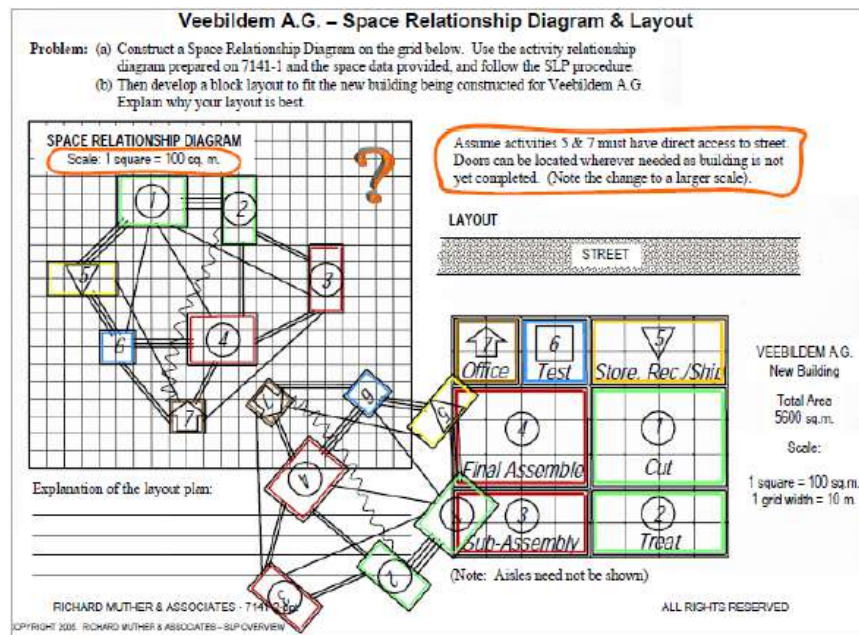 Veebildem A.G. – Space Relationship Diagram & Layout
Problem: (a) Construct a Space Relationship Diagram on the grid below. Use the activity relationship
diagram prepared on 7141-1 and the space data provided, and follow the SLP procedure.
(b) Then develop a block layout to fit the new building being constructed for Veebildem A.G.
Explain why your layout is best.
SPACE RELATIONSHIP DIAGRAM
Scale: 1 square = 100 sq. m.
?
1
2
3
5
4
6
7
Assume activities 5 & 7 must have direct access to street.
Doors can be located wherever needed as building is not
yet completed. (Note the change to a larger scale).
LAYOUT
STREET
7
6
5
Office
Test
Store, Rec./Ship
4
1
Final Assemble
Cut
3
2
Sub-Assembly
Treat
VEEBILDEM A.G.
New Building
Total Area
5600 sq.m.
Scale:
1 square = 100 sq.m.
1 grid width = 10 m.
7
6
5
4
2
3
Explanation of the layout plan:
(Note: Aisles need not be shown)
RICHARD MUTHER & ASSOCIATES - 7141-2
ALL RIGHTS RESERVED
COPYRIGHT 2005. RICHARD MUTHER & ASSOCIATES – SLP OVERVIEW